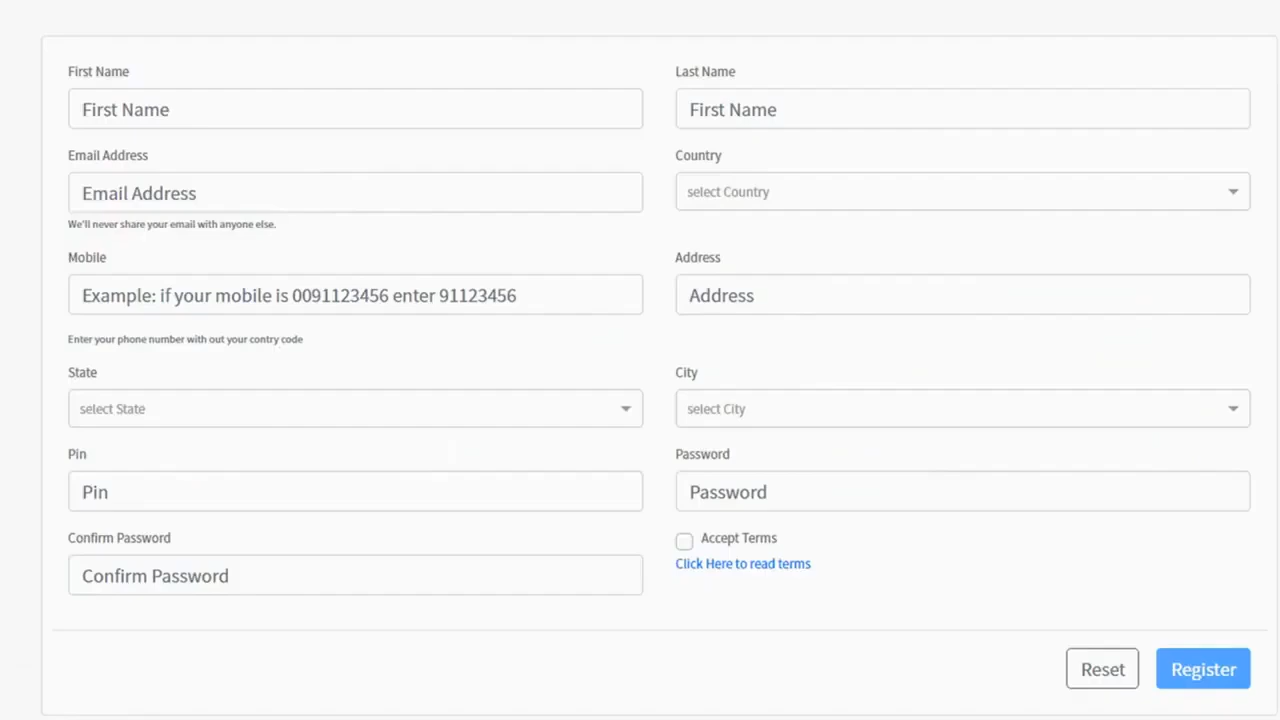 First Name
Last Name
First Name
First Name
Email Address
Country
Email Address
select Country
We'll never share your email with anyone else.
Mobile
Address
Example: if your mobile is 0091123456 enter 91123456
Address
Enter your phone number with out your contry code
State
City
select State
select City
Pin
Password
Pin
Password
Confirm Password
Accept Terms
Click Here to read terms
Confirm Password
Reset
Register